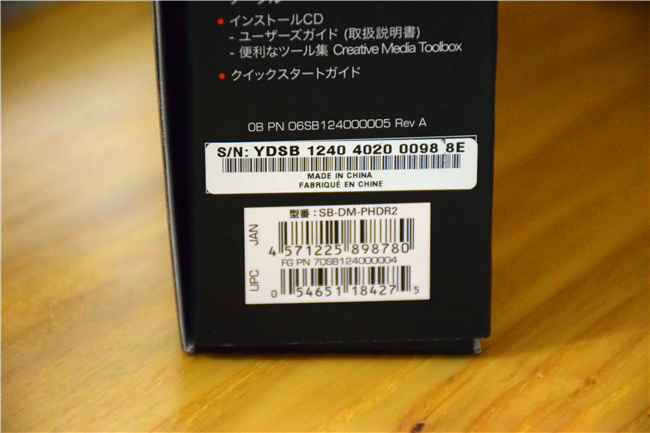 ● インストールCD
- ユーザーズガイド (取扱説明書)
- 便利なツール集 Creative Media Toolbox
● クイックスタートガイド
OB PN 06SB124000005 Rev A
S/N: YDSB 1240 4020 0098 8E
MADE IN CHINA
FABRIQUÉ EN CHINE
型番：SB-DM-PHDR2
JAN
4 571225 898780
FG PN 70SB124000004
UPC
0 54651 18427 5